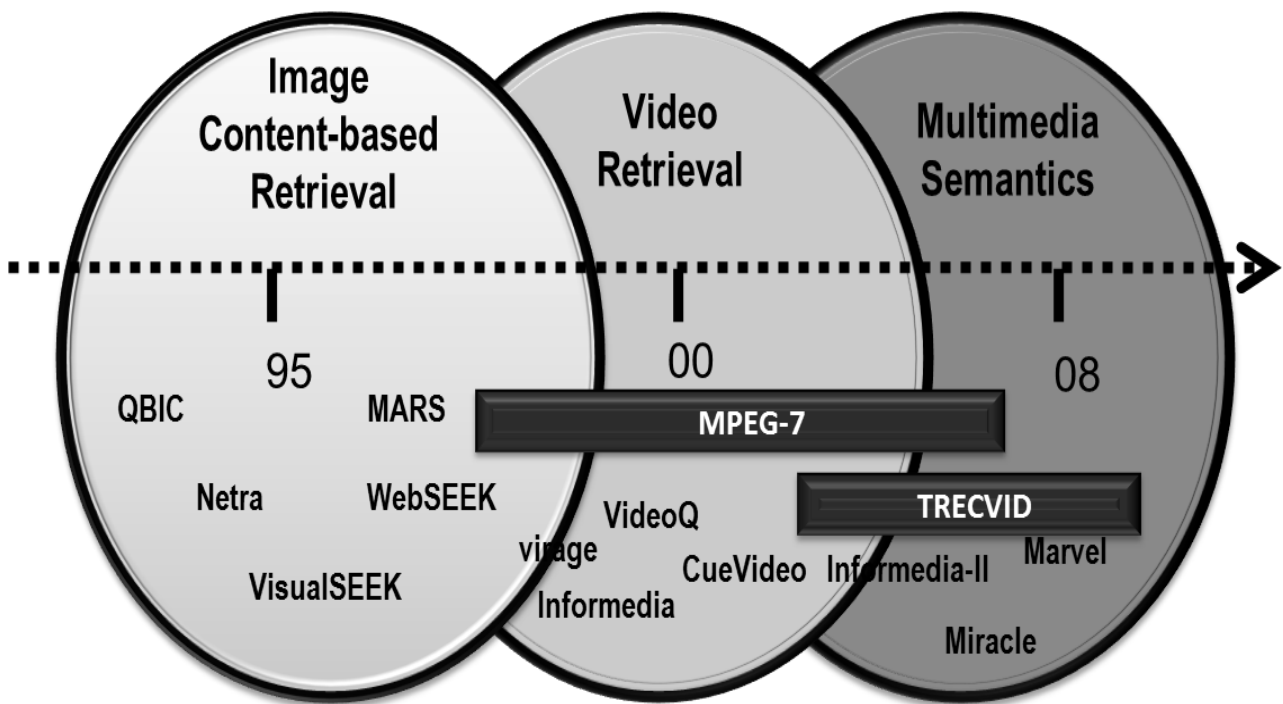 Image
Content-based
Retrieval
Video
Retrieval
Multimedia
Semantics
95
00
08
QBIC
MARS
MPEG-7
Netra
WebSEEK
TRECVID
VideoQ
virage
CueVideo
Informedia-II
Marvel
VisualSEEK
Informedia
Miracle